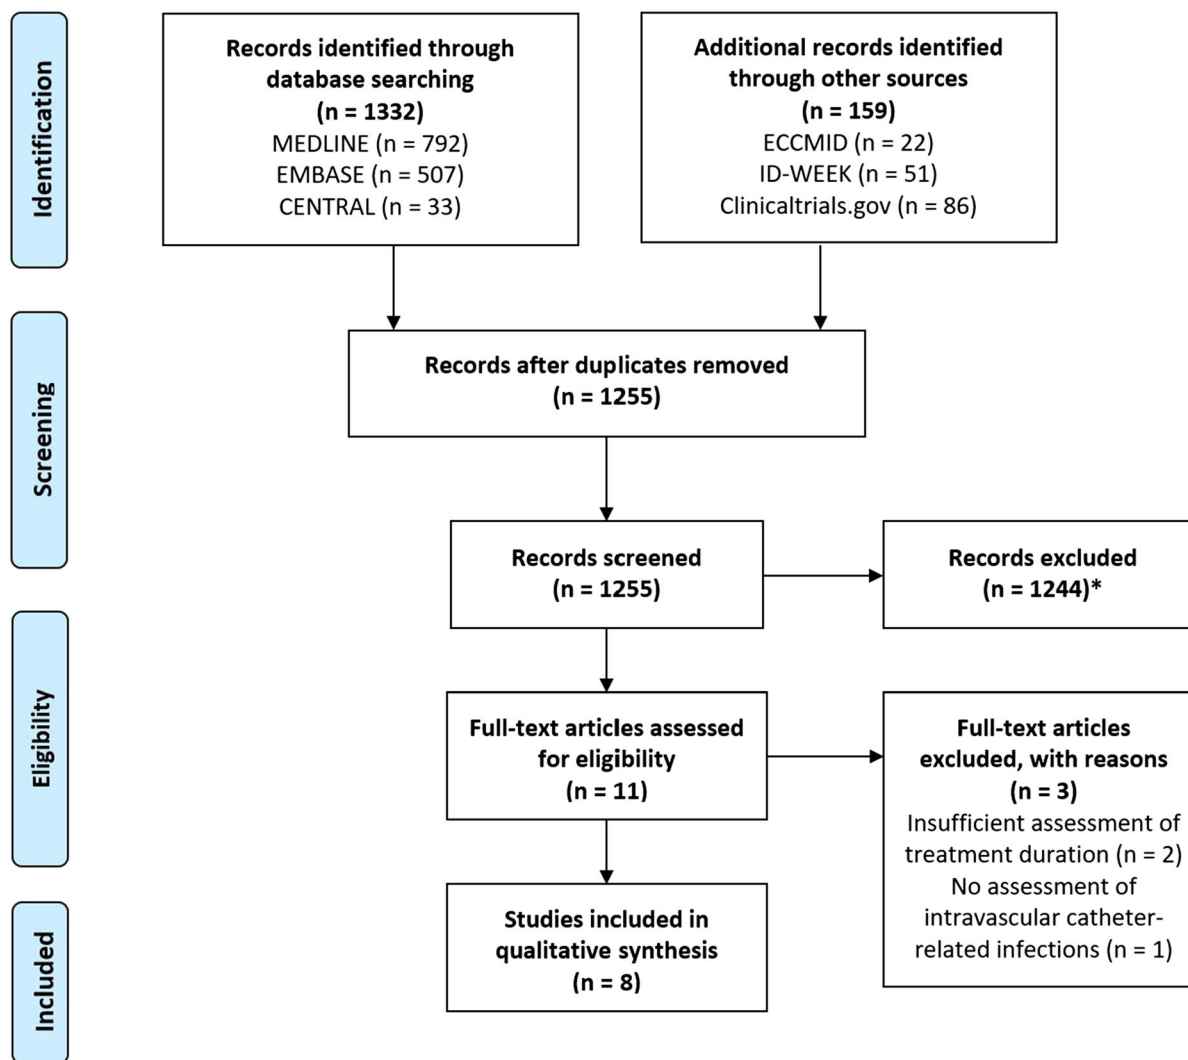 Identification
Records identified through
database searching
(n = 1332)
MEDLINE (n = 792)
EMBASE (n = 507)
CENTRAL (n = 33)
Additional records identified
through other sources
(n = 159)
ECCMID (n = 22)
ID-WEEK (n = 51)
Clinicaltrials.gov (n = 86)
Screening
Records after duplicates removed
(n = 1255)
Records screened
(n = 1255)
Records excluded
(n = 1244)*
Eligibility
Full-text articles assessed
for eligibility
(n = 11)
Full-text articles
excluded, with reasons
(n = 3)
Insufficient assessment of
treatment duration (n = 2)
No assessment of
intravascular catheter-
related infections (n = 1)
Included
Studies included in
qualitative synthesis
(n = 8)